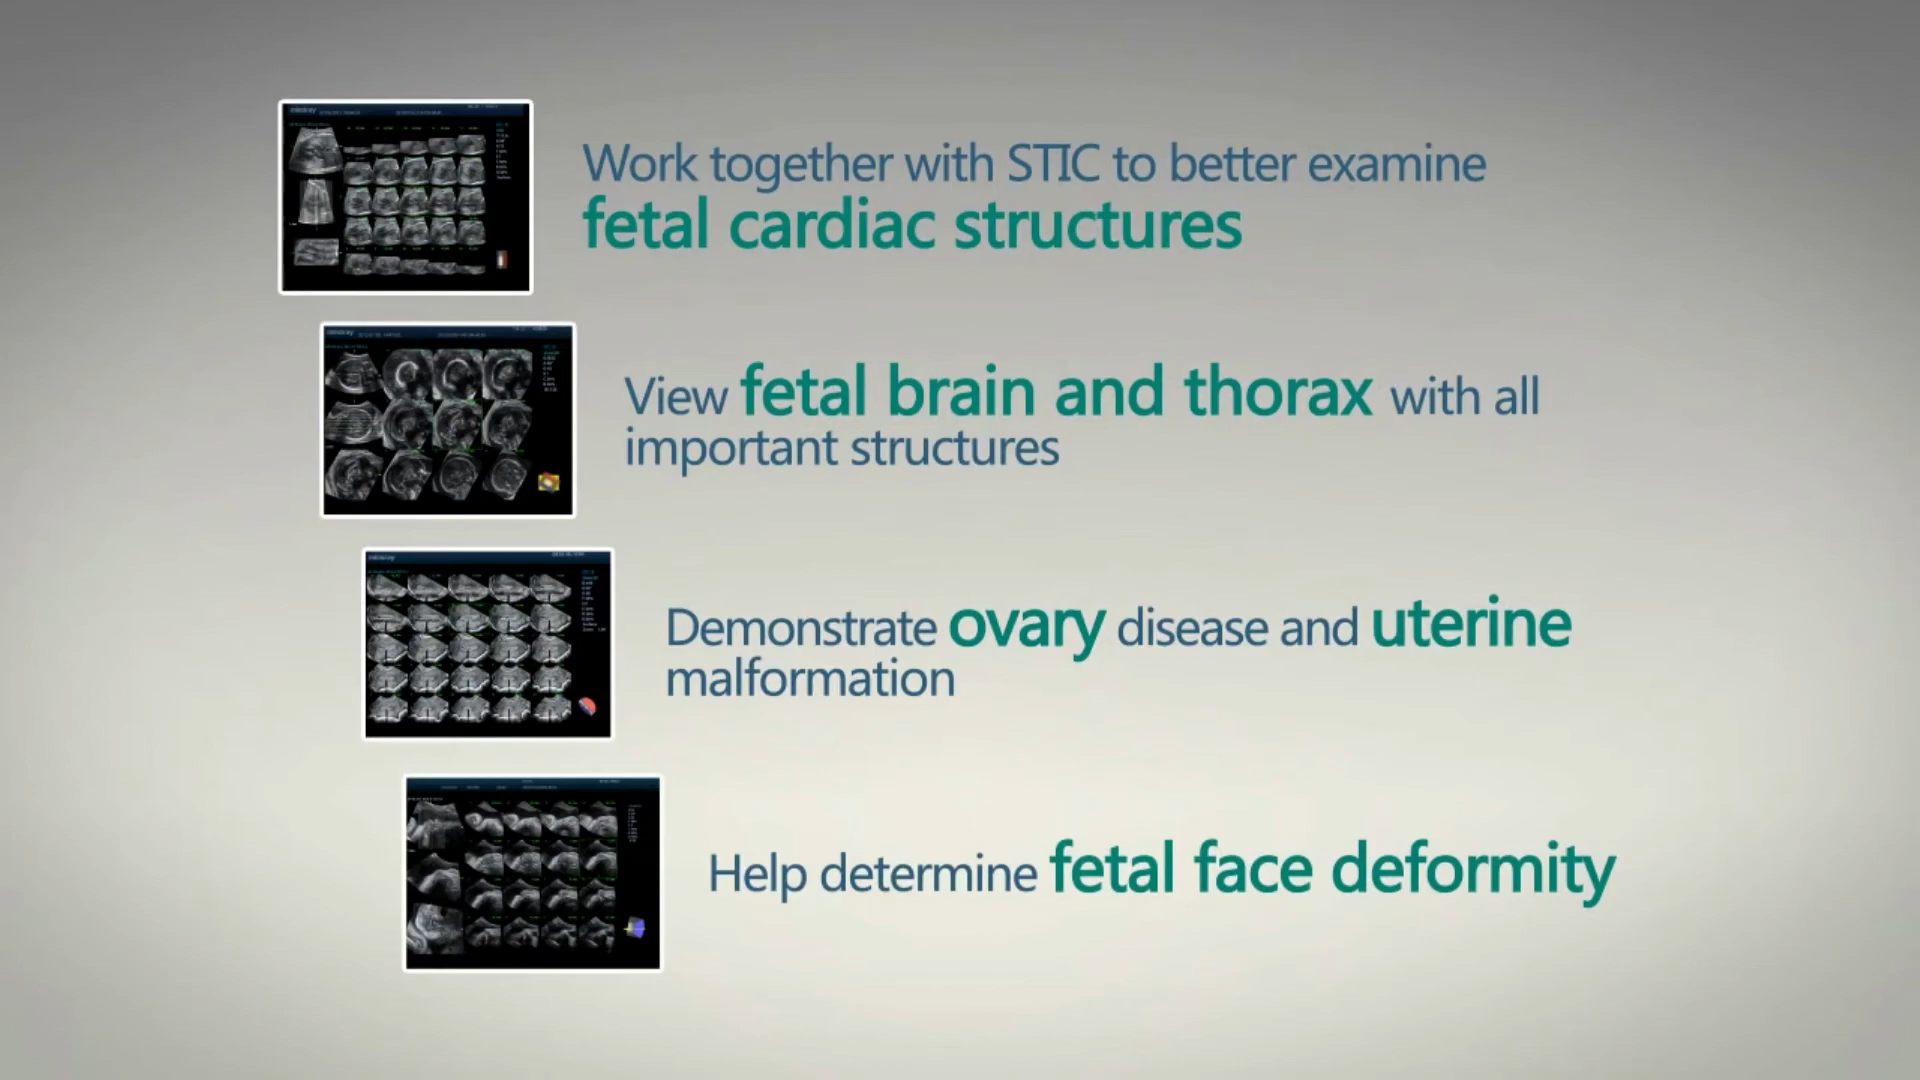 Work together with STIC to better examine
fetal cardiac structures
View fetal brain and thorax with all
important structures
Demonstrate ovary disease and uterine
malformation
Help determine fetal face deformity